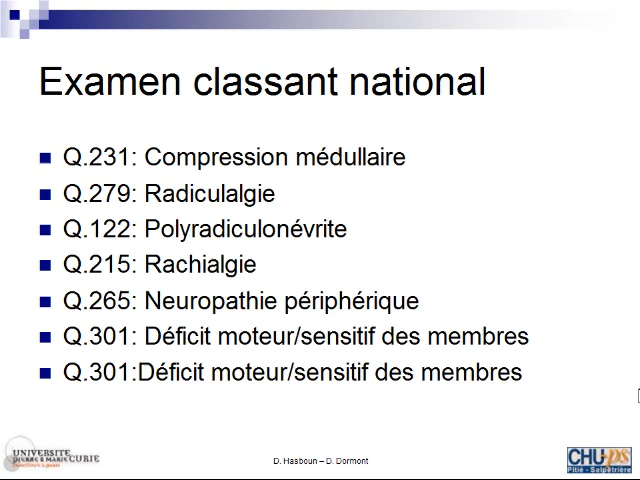 Examen classant national
Q.231: Compression médullaire
Q.279: Radiculalgie
Q.122: Polyradiculonévrite
Q.215: Rachialgie
Q.265: Neuropathie périphérique
Q.301: Déficit moteur/sensitif des membres
Q.301:Déficit moteur/sensitif des membres
UNIVERSITE
PIERRE & MARIE CURIE
D. Hasboun – D. Dormont
CHU-ps
Pitié - Salpêtrière